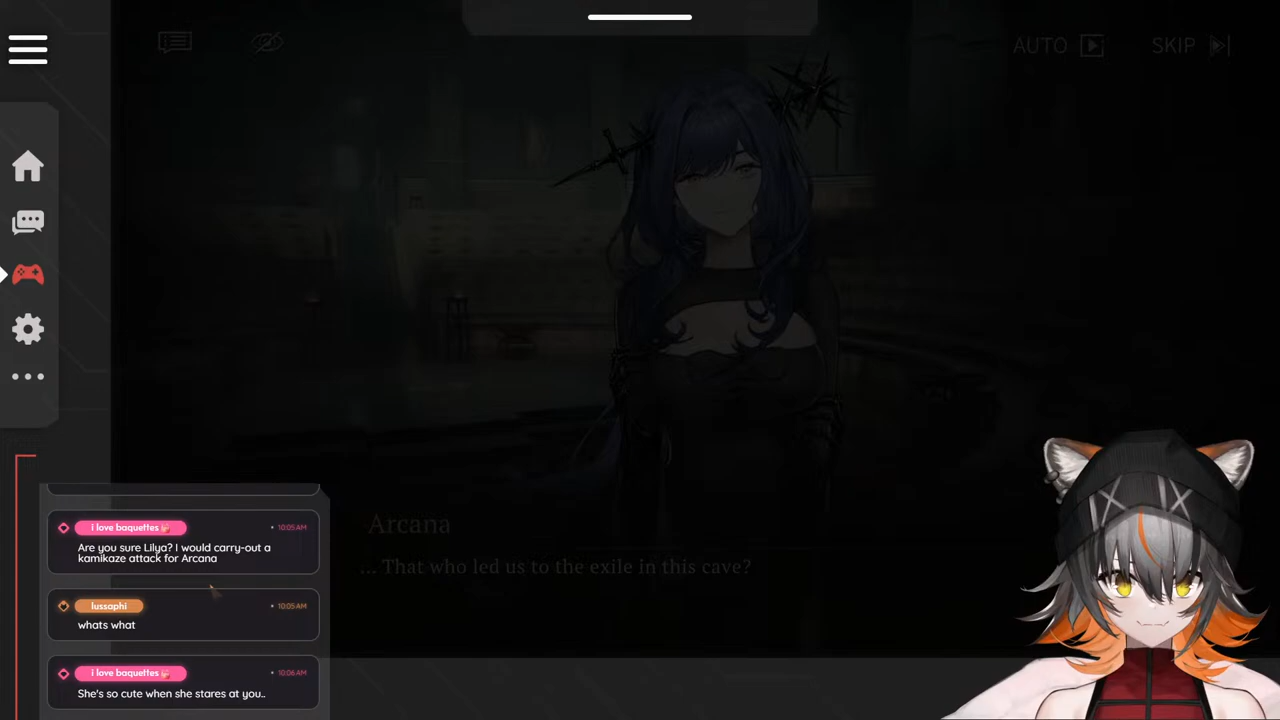 AUTO
SKIP
Arcana
... That who led us to the exile in this cave?
i love baguettes
10:05 AM
Are you sure Lilya? I would carry-out a
kamikaze attack for Arcana
lussaphi
10:05 AM
whats what
i love baguettes
10:06 AM
She's so cute when she stares at you..